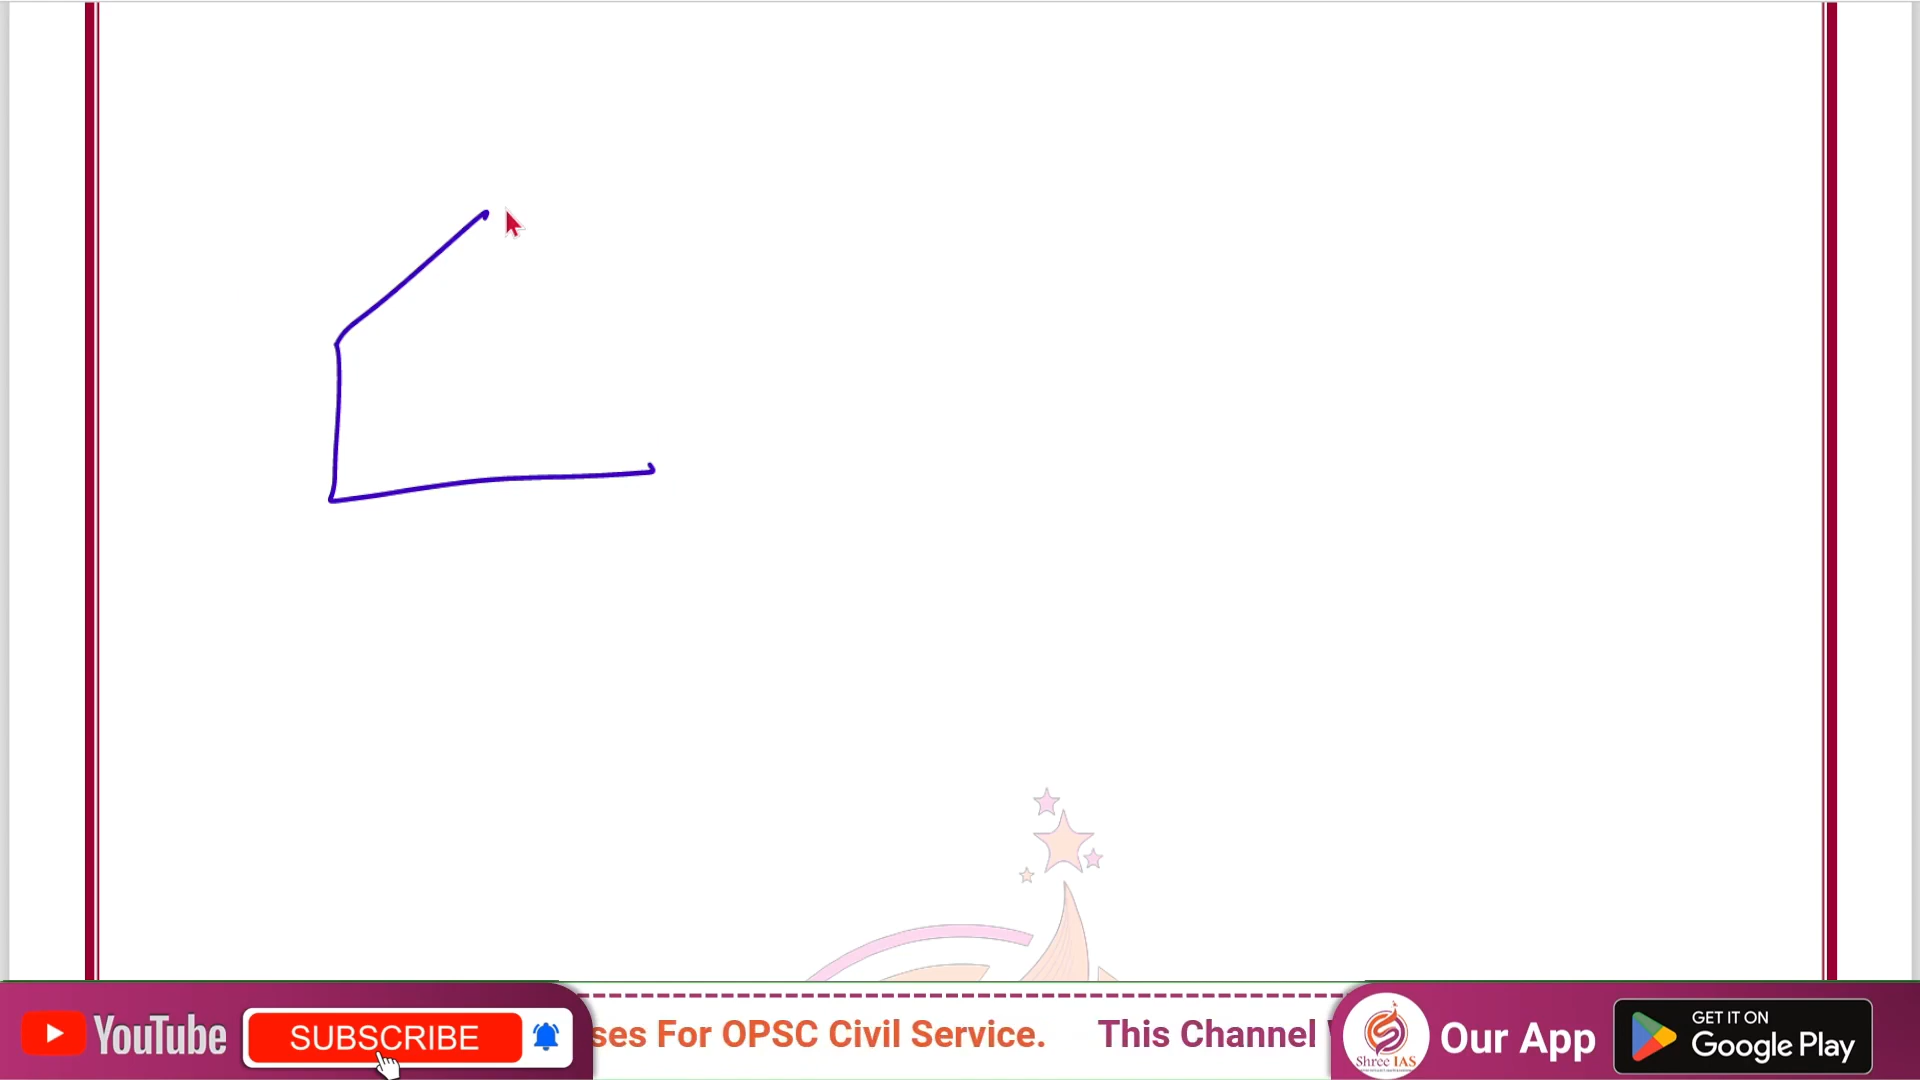 YouTube
SUBSCRIBE
ses For OPSC Civil Service. This Channel
Shree IAS
Our App
GET IT ON
Google Play